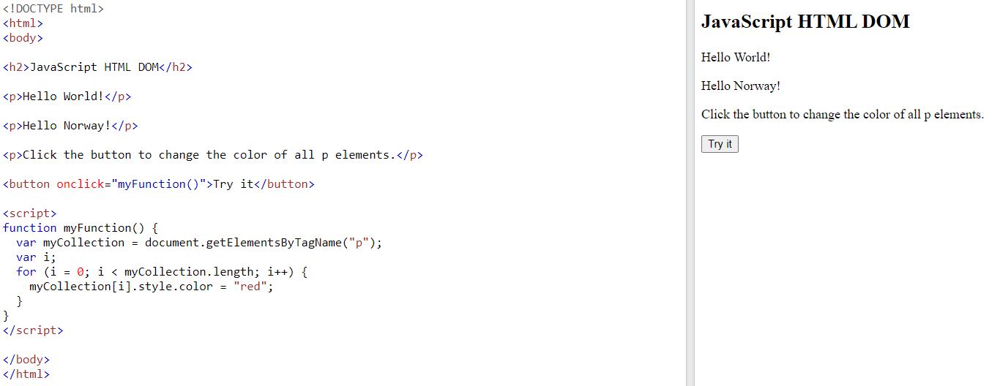 <!DOCTYPE html>
<html>
<body>
<h2>JavaScript HTML DOM</h2>
<p>Hello World!</p>
<p>Hello Norway!</p>
<p>Click the button to change the color of all p elements.</p>
<button onclick="myFunction()">Try it</button>
<script>
function myFunction() {
  var myCollection = document.getElementsByTagName("p");
  var i;
  for (i = 0; i < myCollection.length; i++) {
    myCollection[i].style.color = "red";
  }
}
</script>
</body>
</html>
JavaScript HTML DOM
Hello World!
Hello Norway!
Click the button to change the color of all p elements.
Try it